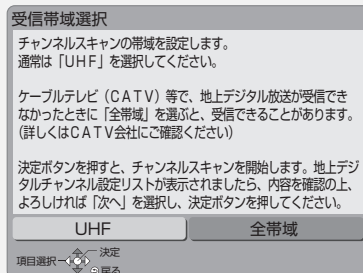 受信帯域選択
チャンネルスキャンの帯域を設定します。
通常は「UHF」を選択してください。
ケーブルテレビ(CATV)等で、地上デジタル放送が受信でき
なかったときに「全帯域」を選ぶと、受信できることがあります。
(詳しくはCATV会社にご確認ください)
決定ボタンを押すと、チャンネルスキャンを開始します。地上デジ
タルチャンネル設定リストが表示されましたら、内容を確認の上、
よろしければ「次へ」を選択し、決定ボタンを押してください。
UHF 全帯域
決定
項目選択
戻る